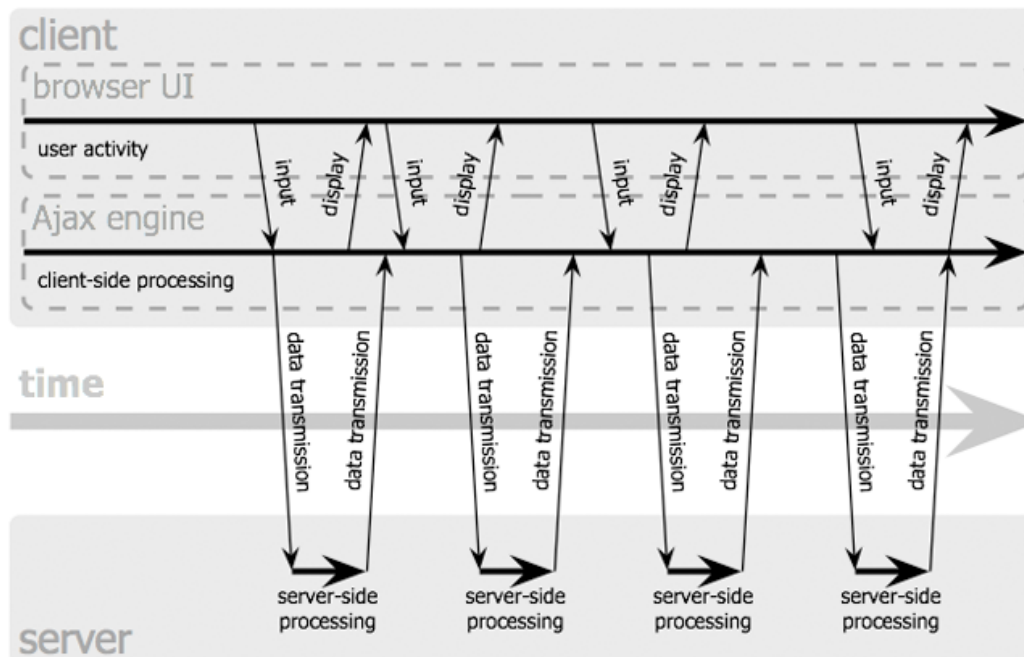 client
browser UI
user activity
input
display
input
display
input
display
input
display
Ajax engine
client-side processing
data transmission
data transmission
data transmission
data transmission
data transmission
data transmission
data transmission
data transmission
time
server-side
processing
server-side
processing
server-side
processing
server-side
processing
server